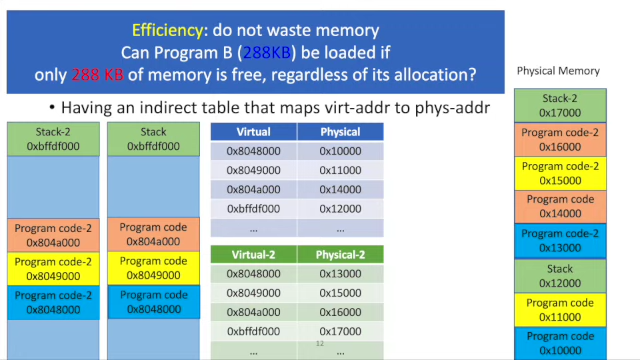 Efficiency: do not waste memory
Can Program B (288KB) be loaded if
only 288 KB of memory is free, regardless of its allocation?
• Having an indirect table that maps virt-addr to phys-addr
Stack-2
0xbffdf000
Program code-2
0x804a000
Program code-2
0x8049000
Program code-2
0x8048000
Stack
0xbffdf000
Program code
0x804a000
Program code
0x8049000
Program code
0x8048000
Virtual Physical
0x8048000 0x10000
0x8049000 0x11000
0x804a000 0x14000
0xbffdf000 0x12000
... ...
Virtual-2 Physical-2
0x8048000 0x13000
0x8049000 0x15000
0x804a000 0x16000
0xbffdf000 0x17000
... ...
12
Physical Memory
Stack-2
0x17000
Program code-2
0x16000
Program code-2
0x15000
Program code
0x14000
Program code-2
0x13000
Stack
0x12000
Program code
0x11000
Program code
0x10000